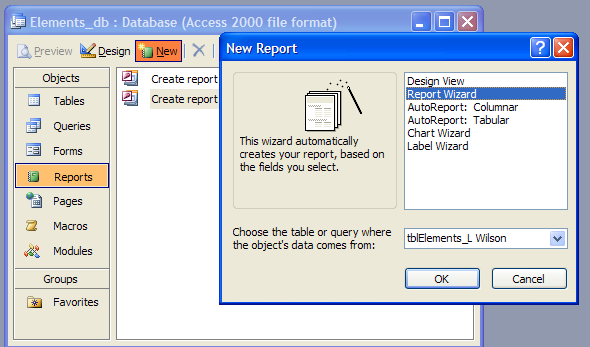 Elements_db : Database (Access 2000 file format)
Preview Design New
Objects
Tables
Queries
Forms
Reports
Pages
Macros
Modules
Groups
Favorites
Create report
Create report
New Report
This wizard automatically
creates your report, based on
the fields you select.
Design View
Report Wizard
AutoReport: Columnar
AutoReport: Tabular
Chart Wizard
Label Wizard
Choose the table or query where
the object's data comes from:
tblElements_L Wilson
OK Cancel